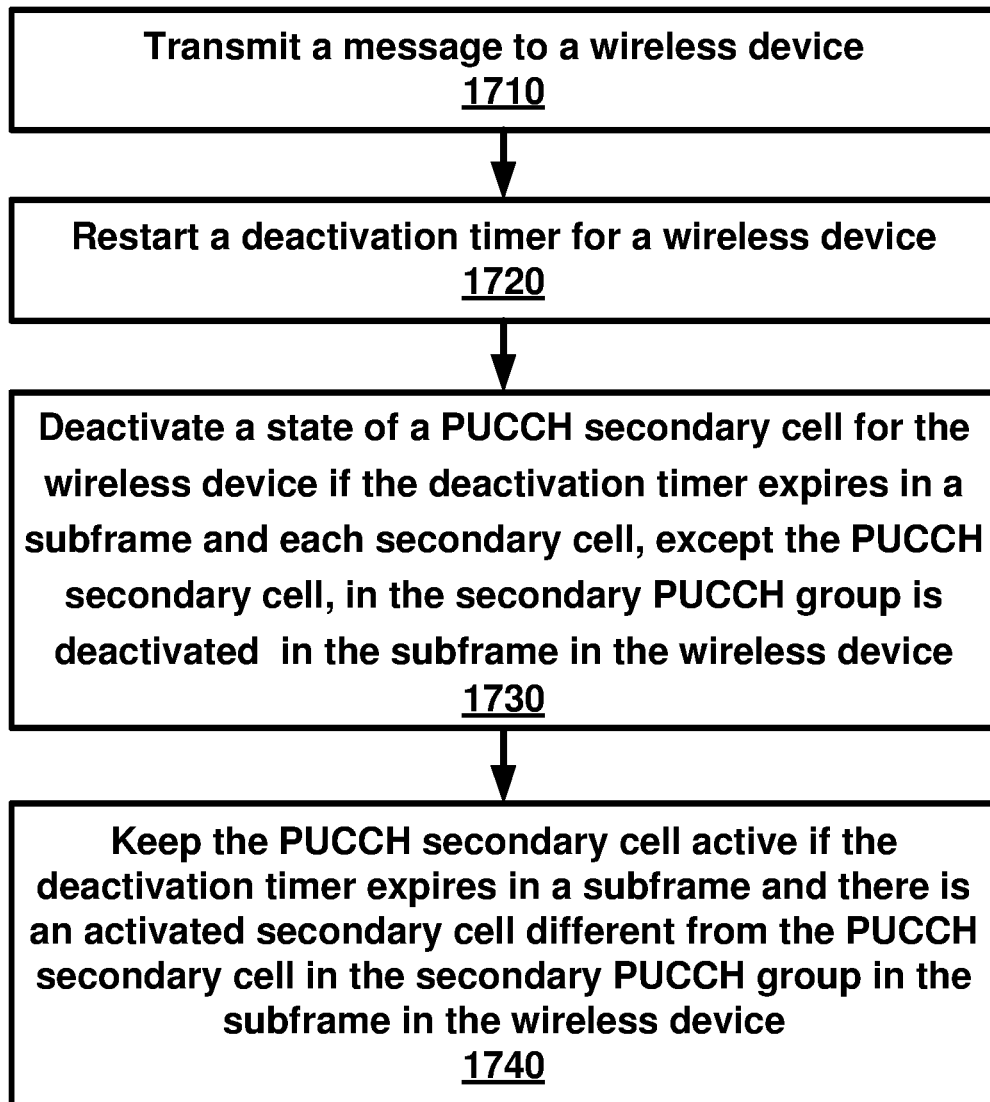 Transmit a message to a wireless device
1710
Restart a deactivation timer for a wireless device
1720
Deactivate a state of a PUCCH secondary cell for the
wireless device if the deactivation timer expires in a
subframe and each secondary cell, except the PUCCH
secondary cell, in the secondary PUCCH group is
deactivated in the subframe in the wireless device
1730
Keep the PUCCH secondary cell active if the
deactivation timer expires in a subframe and there is
an activated secondary cell different from the PUCCH
secondary cell in the secondary PUCCH group in the
subframe in the wireless device
1740